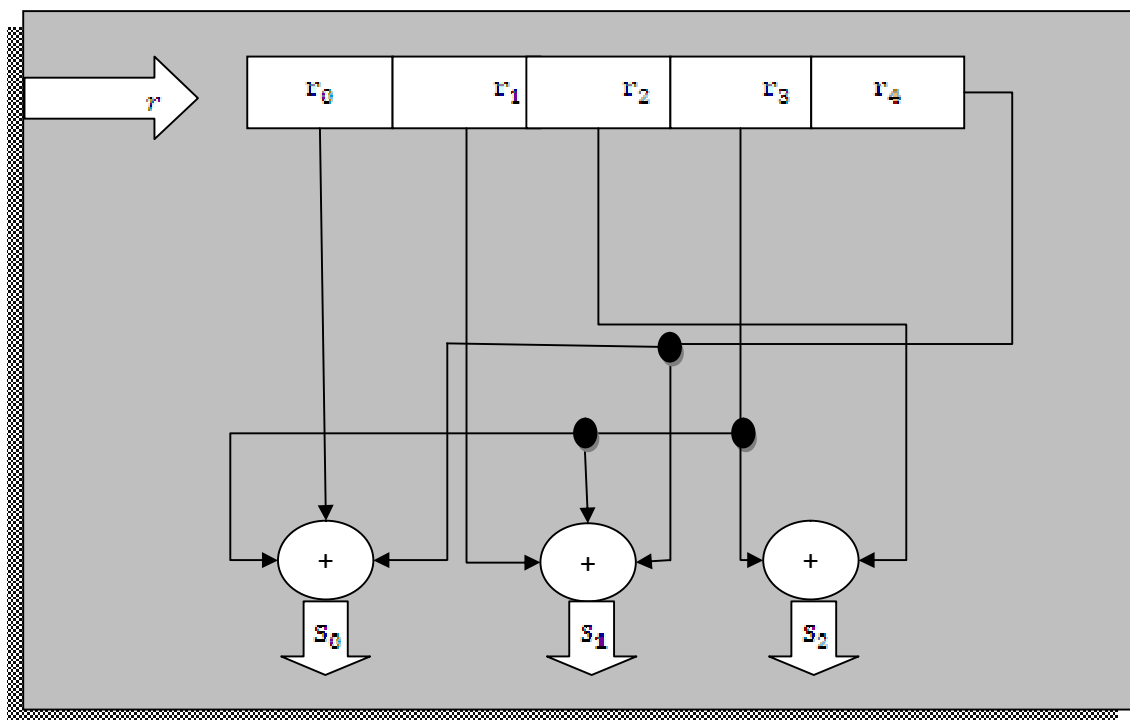 r
r₀ r₁ r₂ r₃ r₄
+ + +
s₀ s₁ s₂